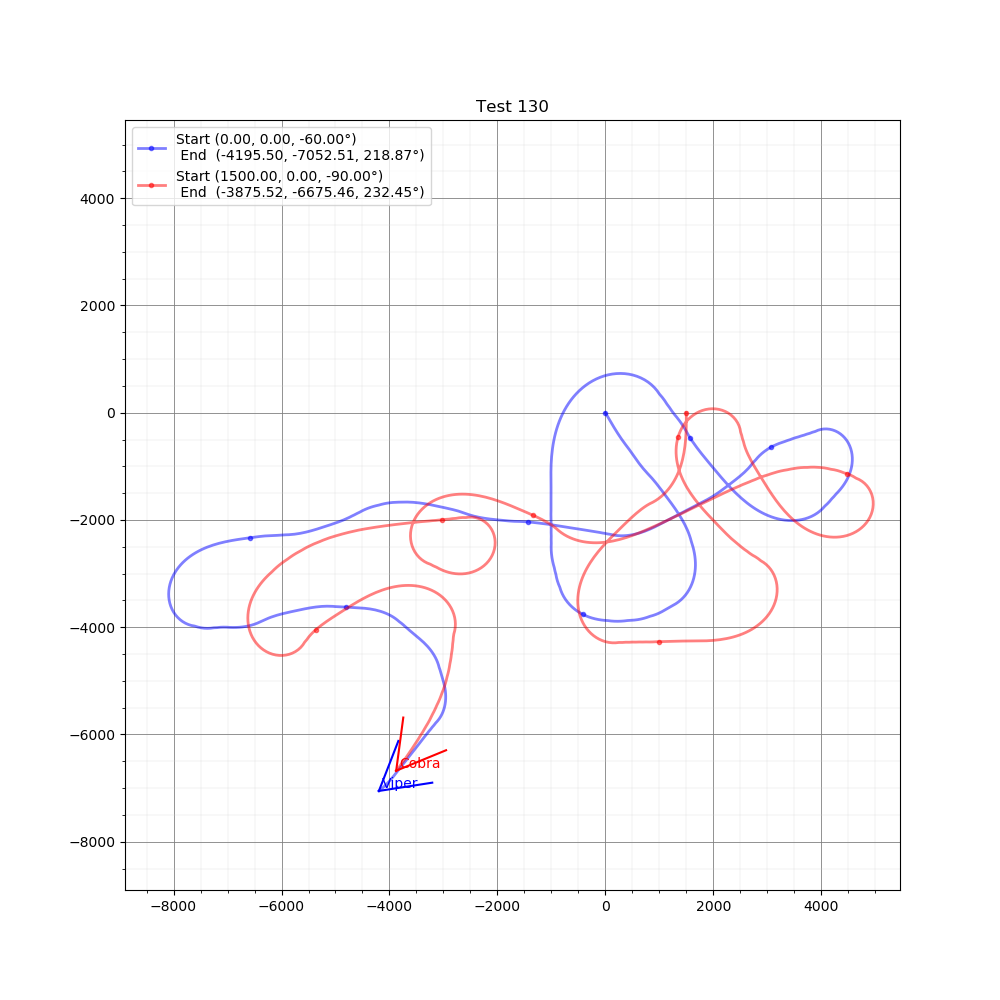 Test 130
Start (0.00, 0.00, -60.00°)
End (-4195.50, -7052.51, 218.87°)
Start (1500.00, 0.00, -90.00°)
End (-3875.52, -6675.46, 232.45°)
4000
2000
0
−2000
−4000
−6000
−8000
Cobra
Viper
−8000 −6000 −4000 −2000 0 2000 4000